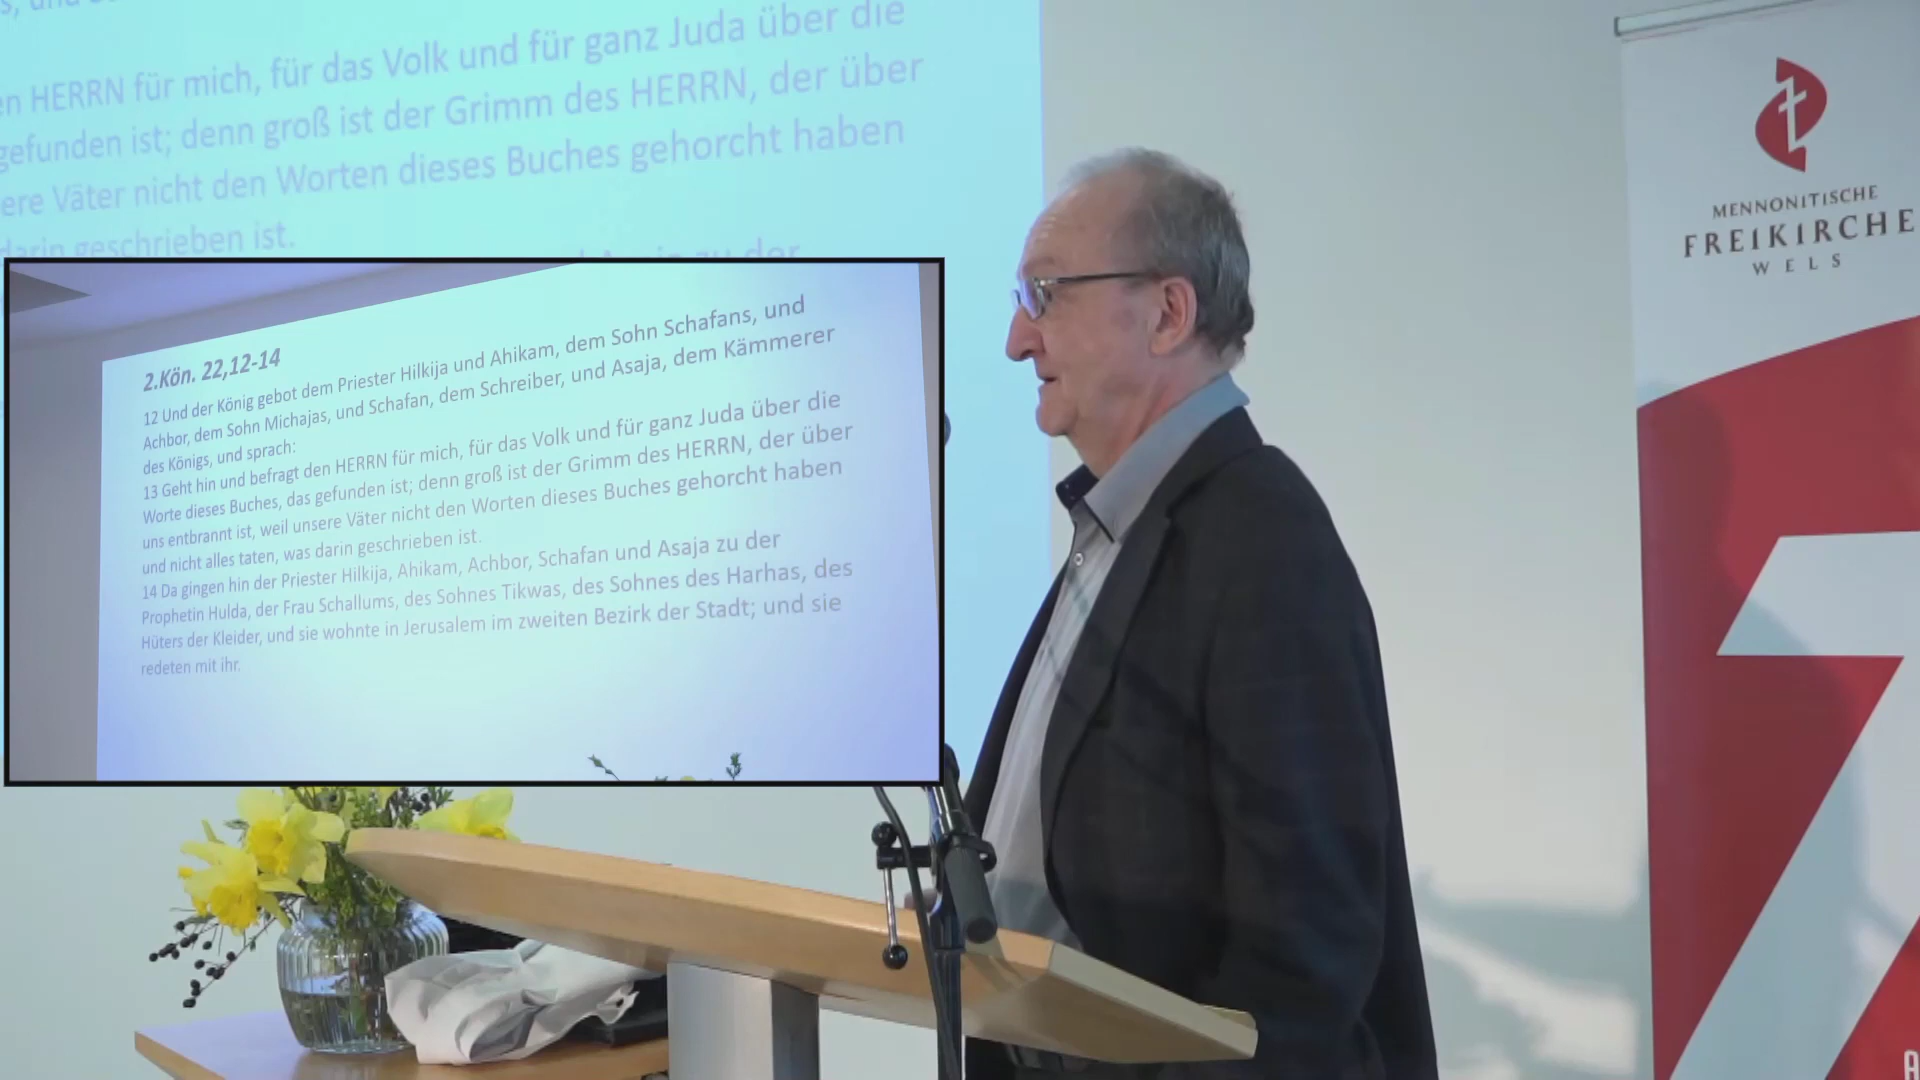 en HERRN für mich, für das Volk und für ganz Juda über die
gefunden ist; denn groß ist der Grimm des HERRN, der über
ere Väter nicht den Worten dieses Buches gehorcht haben
darin geschrieben ist.
2.Kön. 22,12-14
12 Und der König gebot dem Priester Hilkija und Ahikam, dem Sohn Schafans, und
Achbor, dem Sohn Michajas, und Schafan, dem Schreiber, und Asaja, dem Kämmerer
des Königs, und sprach:
13 Geht hin und befragt den HERRN für mich, für das Volk und für ganz Juda über die
Worte dieses Buches, das gefunden ist; denn groß ist der Grimm des HERRN, der über
uns entbrannt ist, weil unsere Väter nicht den Worten dieses Buches gehorcht haben
und nicht alles taten, was darin geschrieben ist.
14 Da gingen hin der Priester Hilkija, Ahikam, Achbor, Schafan und Asaja zu der
Prophetin Hulda, der Frau Schallums, des Sohnes Tikwas, des Sohnes des Harhas, des
Hüters der Kleider, und sie wohnte in Jerusalem im zweiten Bezirk der Stadt; und sie
redeten mit ihr.
MENNONITISCHE
FREIKIRCHE
WELS